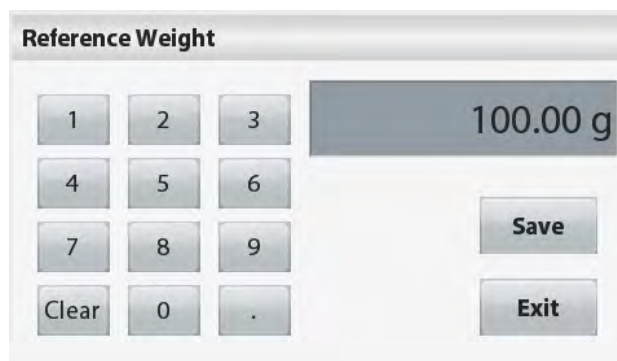 Reference Weight
100.00 g
1 2 3
4 5 6
7 8 9
Clear 0 .
Save
Exit